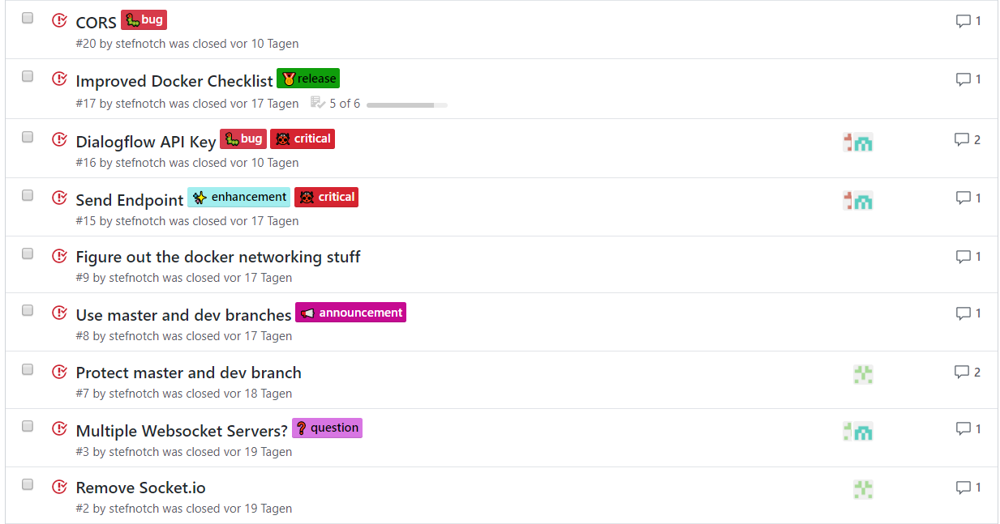 CORS bug 1
#20 by stefnotch was closed vor 10 Tagen
Improved Docker Checklist release 1
#17 by stefnotch was closed vor 17 Tagen 5 of 6
Dialogflow API Key bug critical 2
#16 by stefnotch was closed vor 10 Tagen
Send Endpoint enhancement critical 1
#15 by stefnotch was closed vor 17 Tagen
Figure out the docker networking stuff 1
#9 by stefnotch was closed vor 17 Tagen
Use master and dev branches announcement 1
#8 by stefnotch was closed vor 17 Tagen
Protect master and dev branch 2
#7 by stefnotch was closed vor 18 Tagen
Multiple Websocket Servers? question 1
#3 by stefnotch was closed vor 19 Tagen
Remove Socket.io 1
#2 by stefnotch was closed vor 19 Tagen